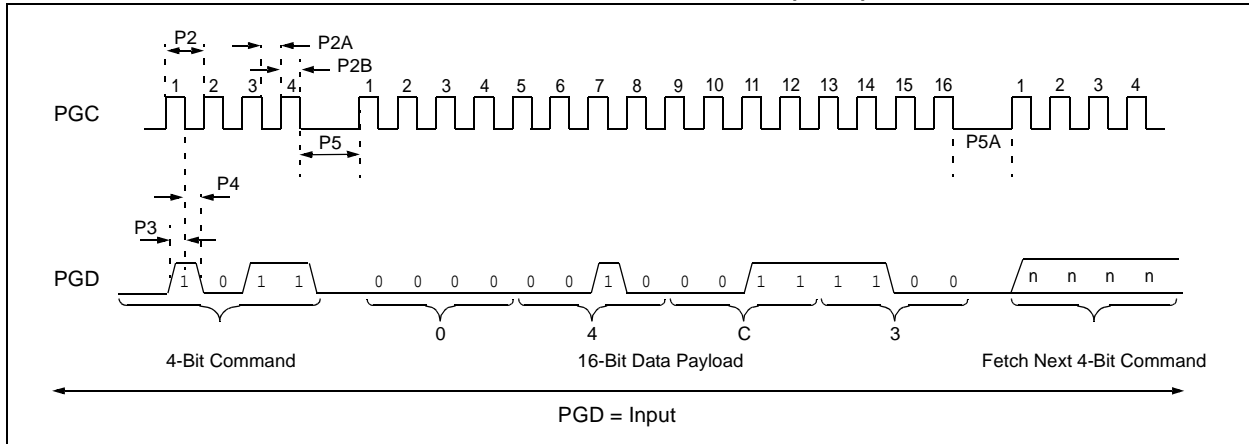 P2
P2A
P2B
1 2 3 4 1 2 3 4 5 6 7 8 9 10 11 12 13 14 15 16 1 2 3 4
PGC
P5
P5A
P4
P3
PGD
1 0 1 1 0 0 0 0 0 0 1 0 0 0 1 1 1 1 0 0 n n n n
0 4 C 3
4-Bit Command 16-Bit Data Payload Fetch Next 4-Bit Command
PGD = Input